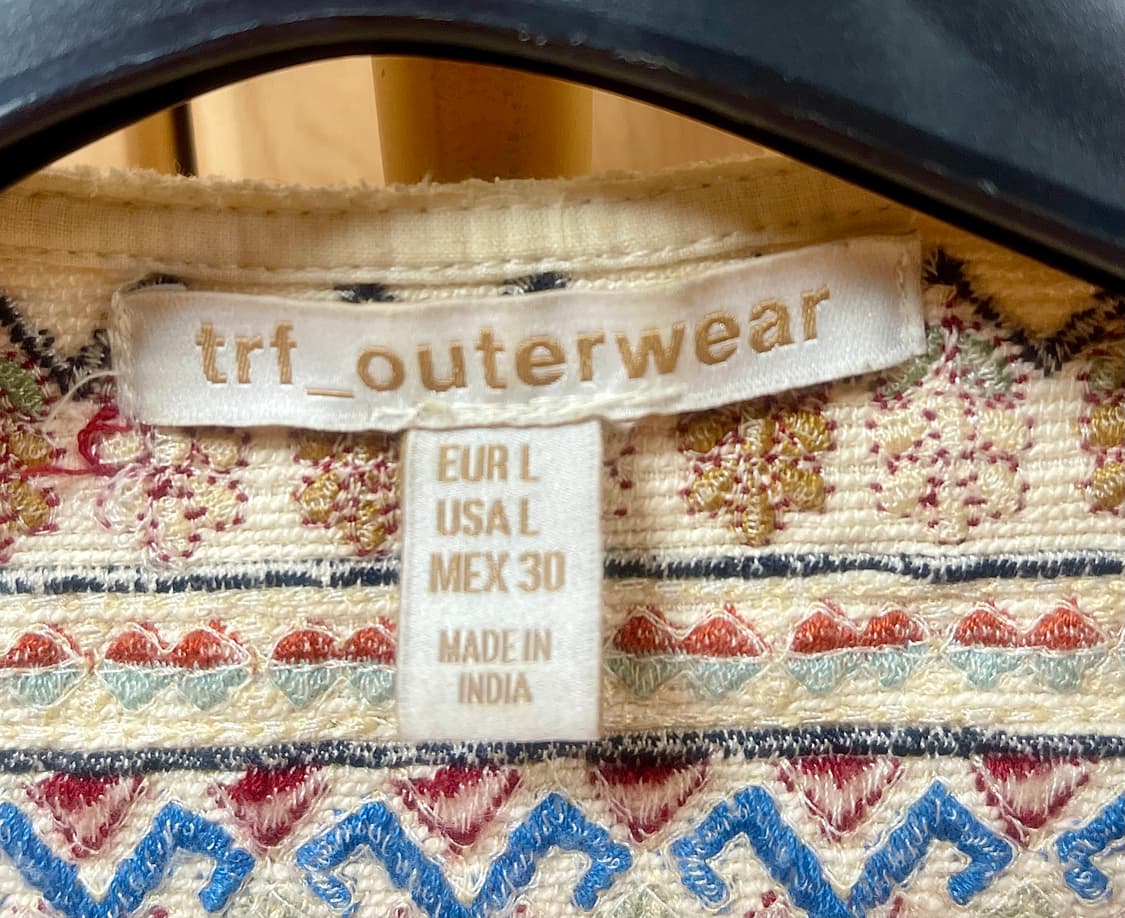 trf_outerwear
EUR L
USA L
MEX 30
MADE IN
INDIA